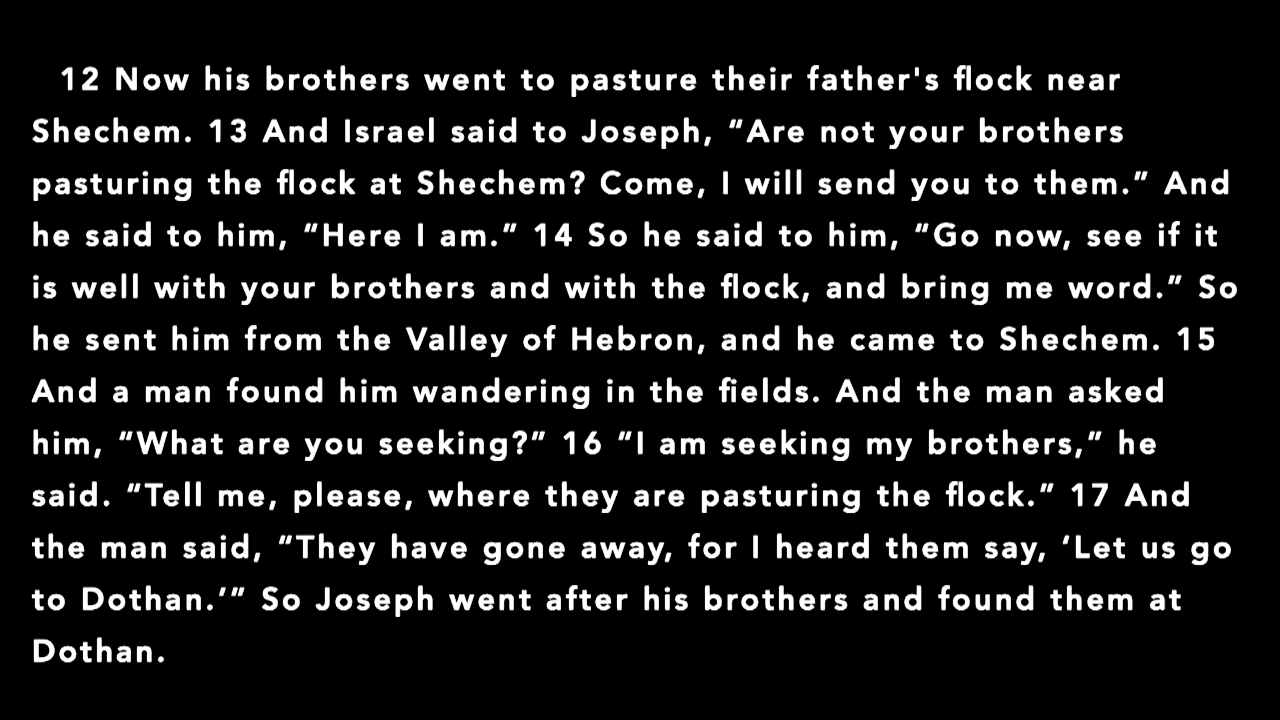 12 Now his brothers went to pasture their father's flock near
Shechem. 13 And Israel said to Joseph, “Are not your brothers
pasturing the flock at Shechem? Come, I will send you to them.” And
he said to him, “Here I am.” 14 So he said to him, “Go now, see if it
is well with your brothers and with the flock, and bring me word.” So
he sent him from the Valley of Hebron, and he came to Shechem. 15
And a man found him wandering in the fields. And the man asked
him, “What are you seeking?” 16 “I am seeking my brothers,” he
said. “Tell me, please, where they are pasturing the flock.” 17 And
the man said, “They have gone away, for I heard them say, ‘Let us go
to Dothan.’” So Joseph went after his brothers and found them at
Dothan.